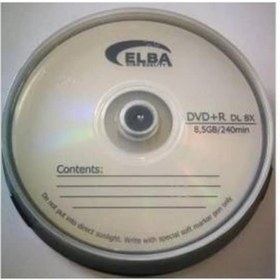 ELBA
DVD+R DL 8X
8,5GB/240min
Contents:
Do not put into direct sunlight. Write with special soft marker pen only